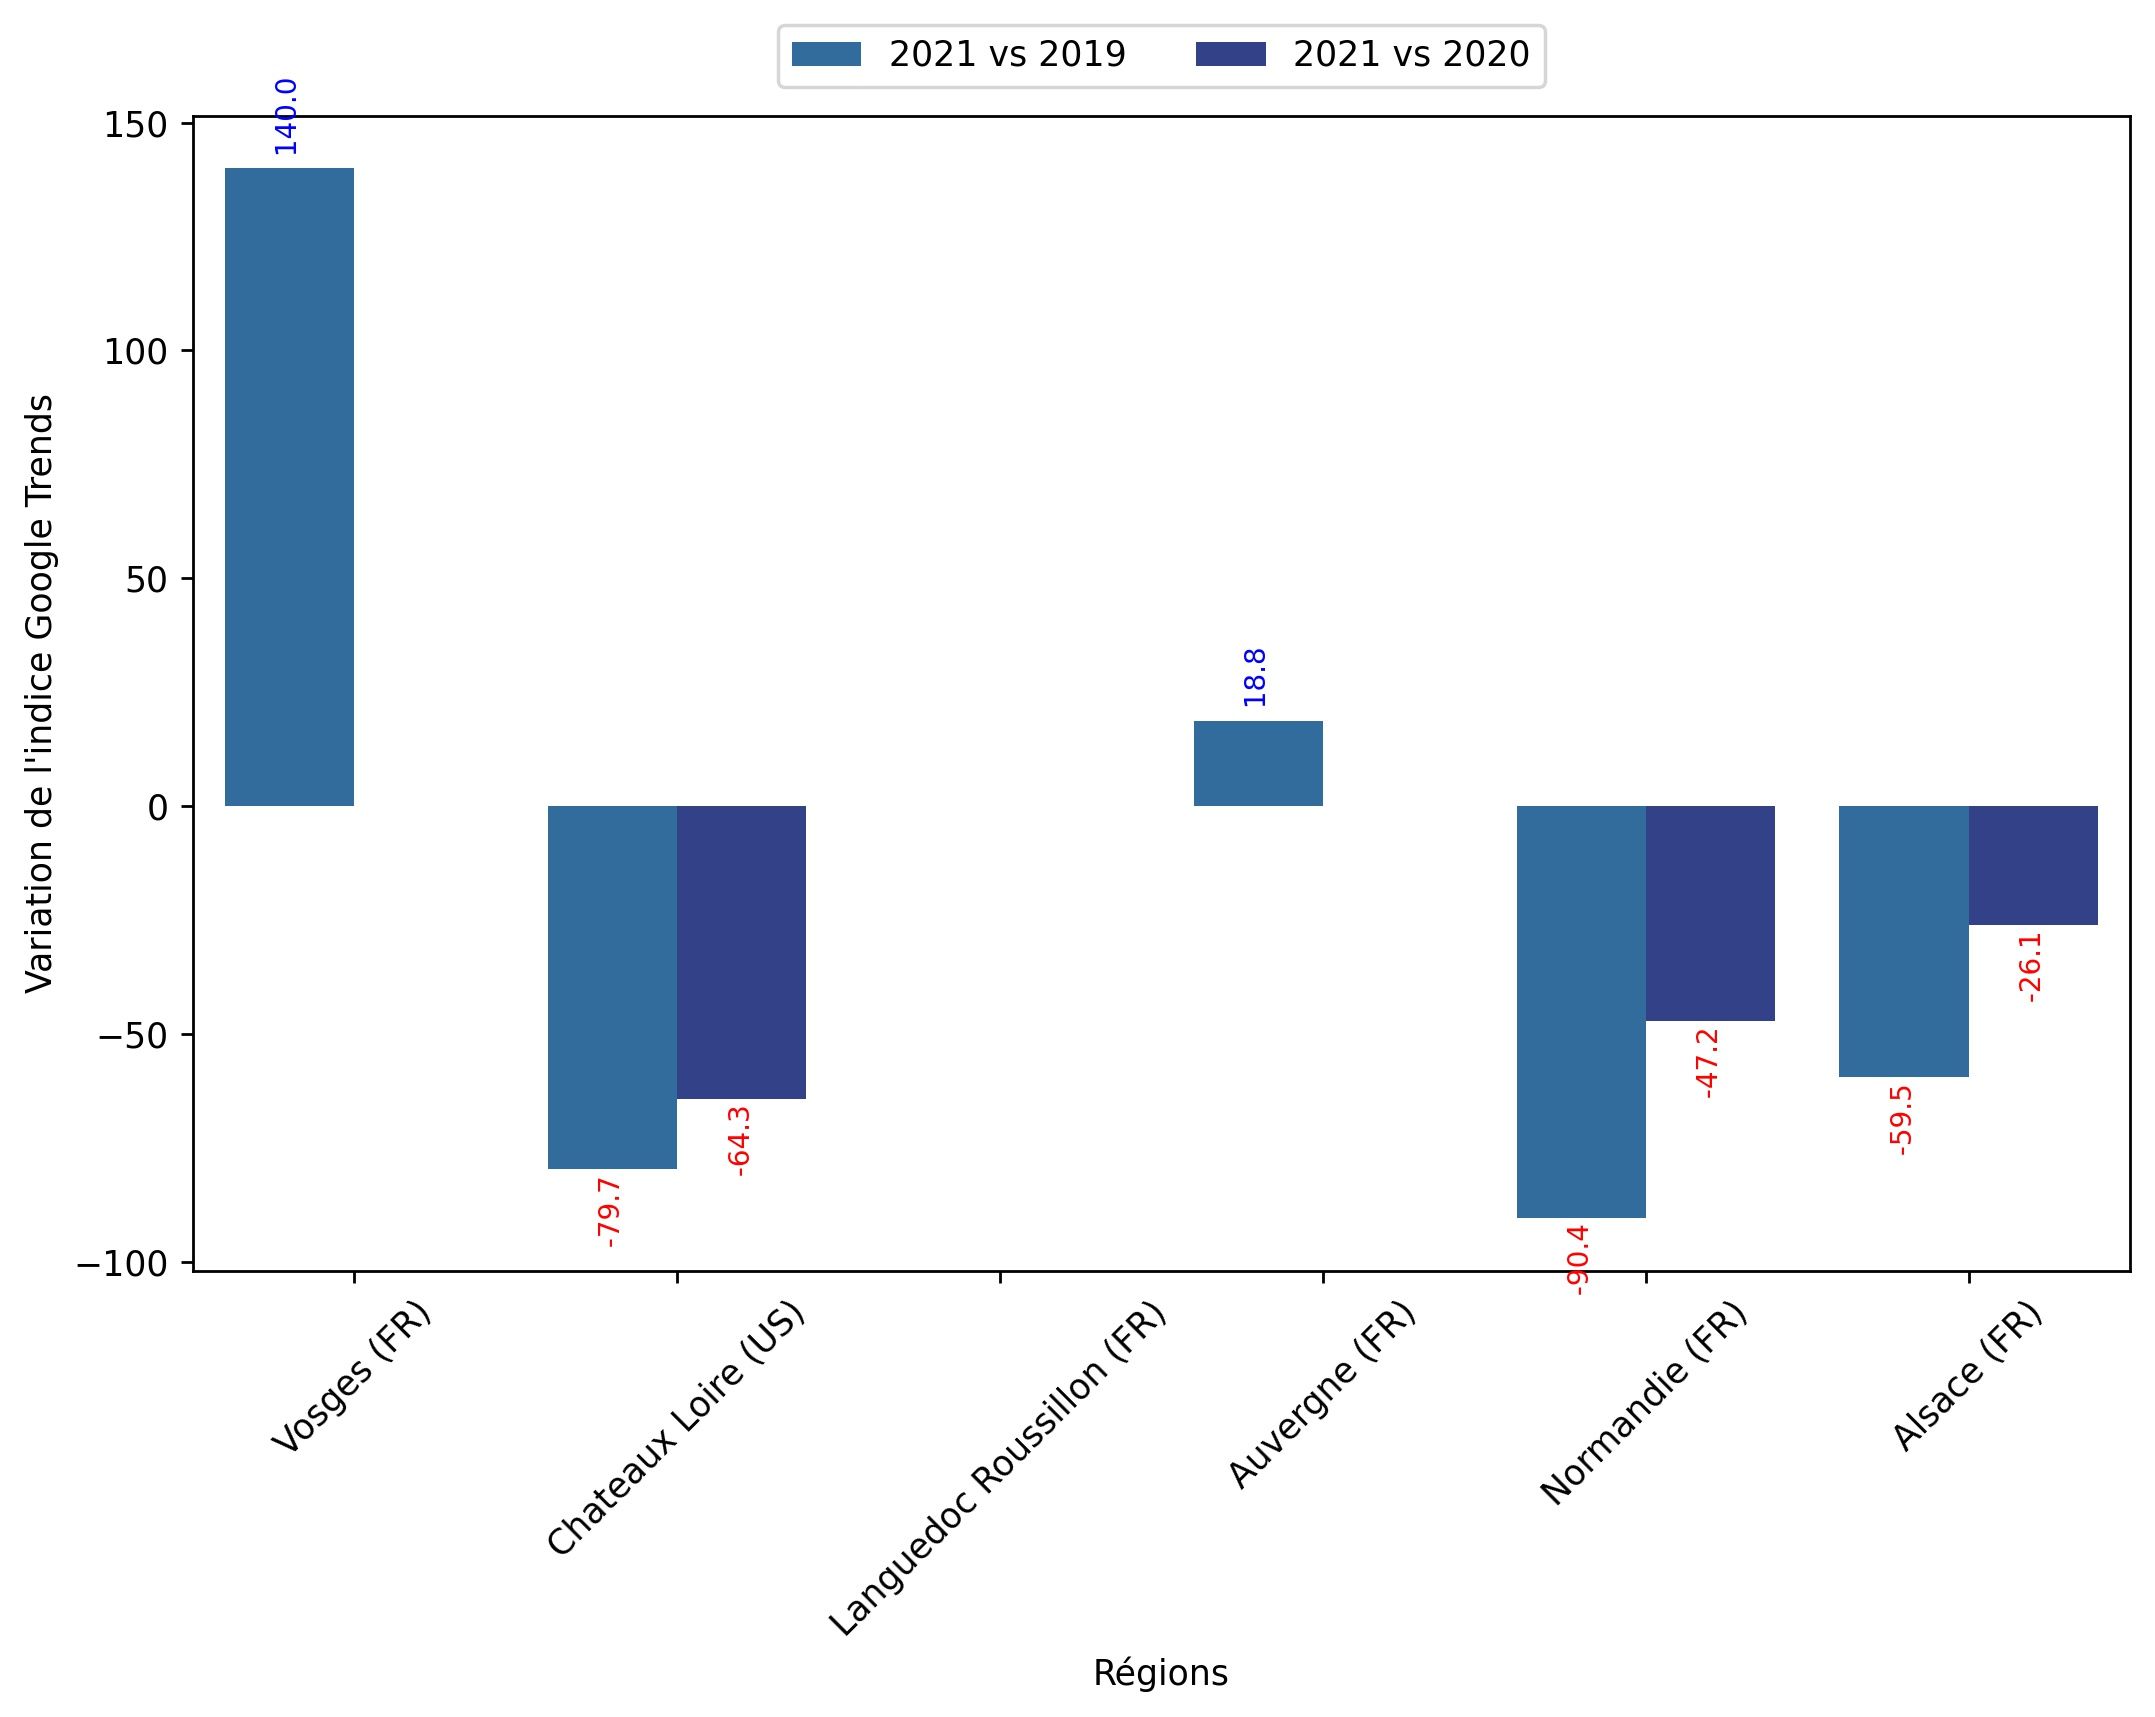 2021 vs 2019 2021 vs 2020
Variation de l'indice Google Trends
150
100
50
0
−50
−100
140.0
-79.7
-64.3
18.8
-90.4
-47.2
-59.5
-26.1
Vosges (FR)
Chateaux Loire (US)
Languedoc Roussillon (FR)
Auvergne (FR)
Normandie (FR)
Alsace (FR)
Régions